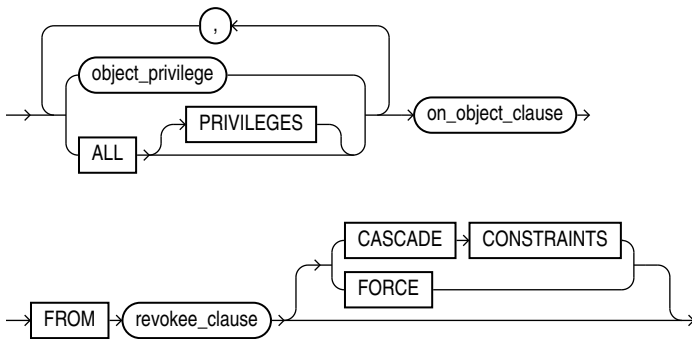 ,
object_privilege
PRIVILEGES
ALL
on_object_clause
CASCADE CONSTRAINTS
FORCE
FROM revokee_clause